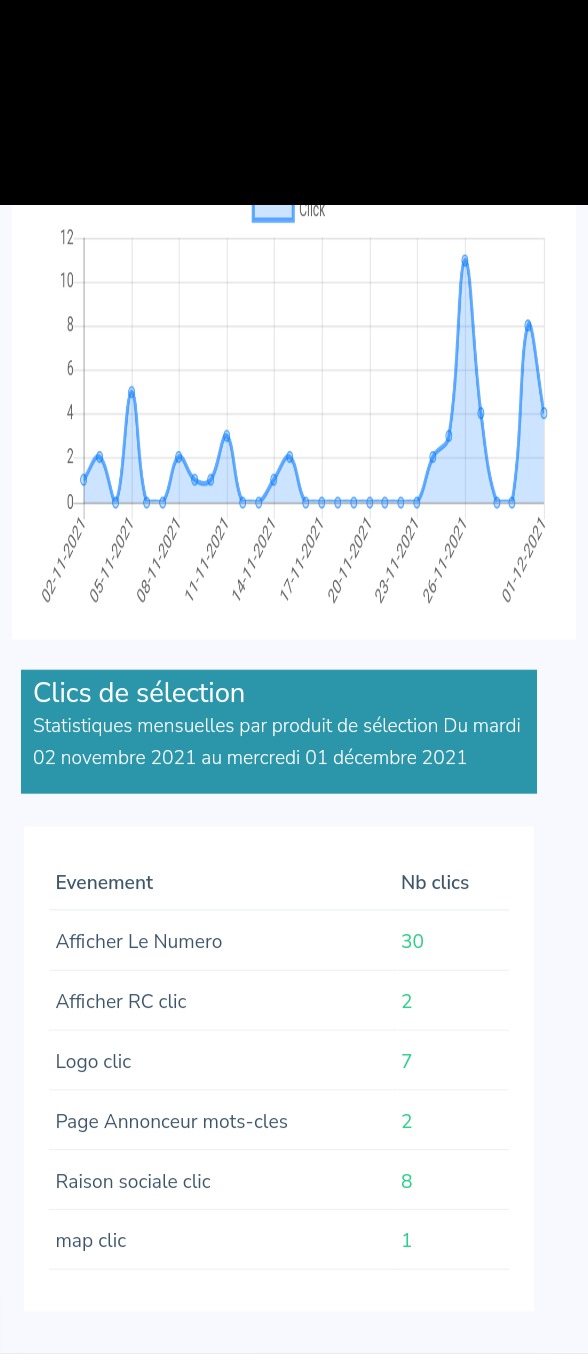 Click
12
10
8
6
4
2
0
02-11-2021
05-11-2021
08-11-2021
11-11-2021
14-11-2021
17-11-2021
20-11-2021
23-11-2021
26-11-2021
01-12-2021
Clics de sélection
Statistiques mensuelles par produit de sélection Du mardi
02 novembre 2021 au mercredi 01 décembre 2021
Evenement Nb clics
Afficher Le Numero 30
Afficher RC clic 2
Logo clic 7
Page Annonceur mots-cles 2
Raison sociale clic 8
map clic 1